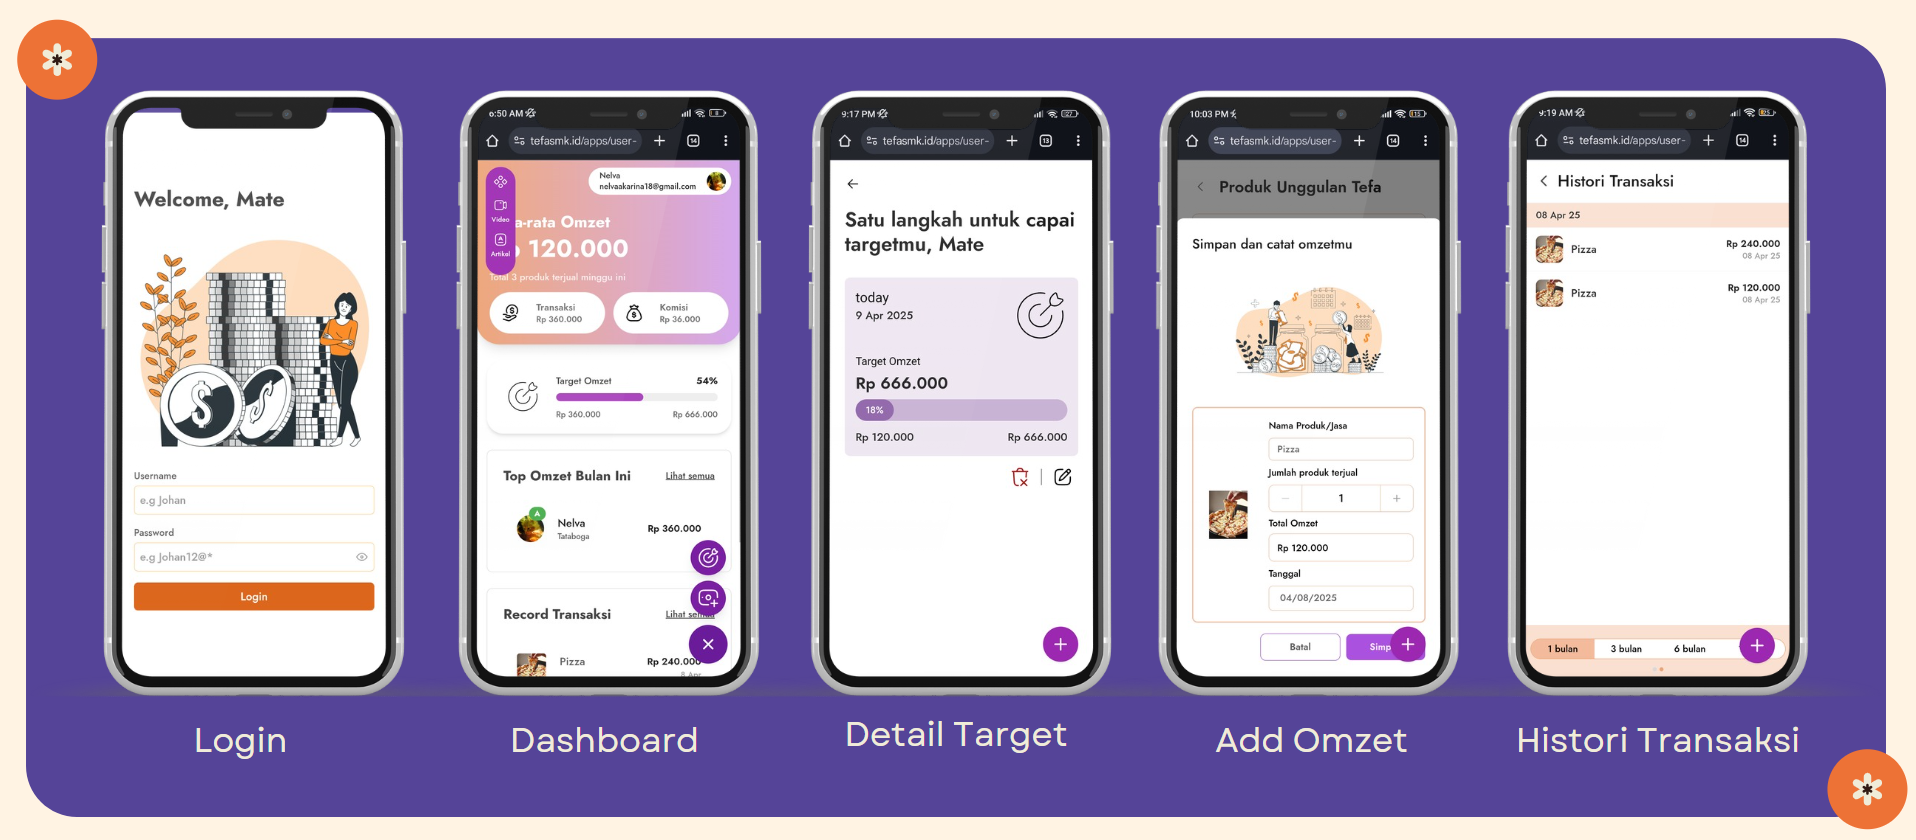 Welcome, Mate
Username
e.g Johan
Password
e.g Johan12@*
Login
Login
6:50 AM
tefasmk.id/apps/user-
14
Nelva
nelvaakarina18@gmail.com
Video
Artikel
a-rata Omzet
120.000
Total 3 produk terjual minggu ini
Transaksi
Rp 360.000
Komisi
Rp 36.000
Target Omzet
54%
Rp 360.000
Rp 666.000
Top Omzet Bulan Ini
Lihat semua
A
Nelva
Tataboga
Rp 360.000
Record Transaksi
Lihat semua
Pizza
Rp 240.000
8 Apr
Dashboard
9:17 PM
27
tefasmk.id/apps/user-
13
Satu langkah untuk capai
targetmu, Mate
today
9 Apr 2025
Target Omzet
Rp 666.000
18%
Rp 120.000
Rp 666.000
Detail Target
10:03 PM
tefasmk.id/apps/user-
14
Produk Unggulan Tefa
Simpan dan catat omzetmu
Nama Produk/Jasa
Pizza
Jumlah produk terjual
1
Total Omzet
Rp 120.000
Tanggal
04/08/2025
Batal
Simp
Add Omzet
9:19 AM
tefasmk.id/apps/user-
14
Histori Transaksi
08 Apr 25
Pizza
Rp 240.000
08 Apr 25
Pizza
Rp 120.000
08 Apr 25
1 bulan
3 bulan
6 bulan
Histori Transaksi